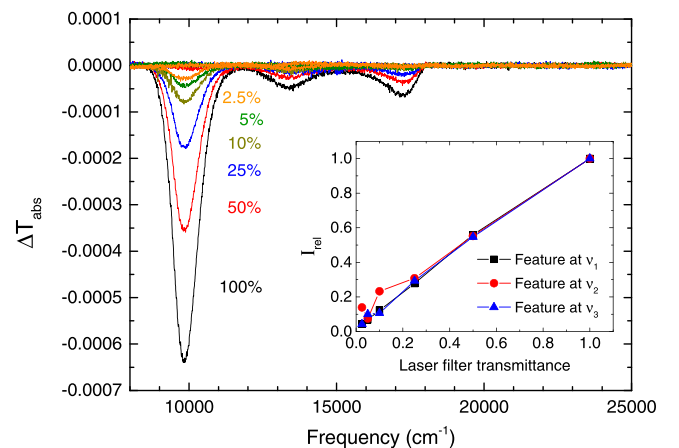 0.0001
0.0000
-0.0001
-0.0002
-0.0003
-0.0004
-0.0005
-0.0006
-0.0007
ΔT_abs
2.5%
5%
10%
25%
50%
100%
1.0
0.8
0.6
0.4
0.2
0.0
I_rel
Feature at ν₁
Feature at ν₂
Feature at ν₃
0.0 0.2 0.4 0.6 0.8 1.0
Laser filter transmittance
10000 15000 20000 25000
Frequency (cm⁻¹)